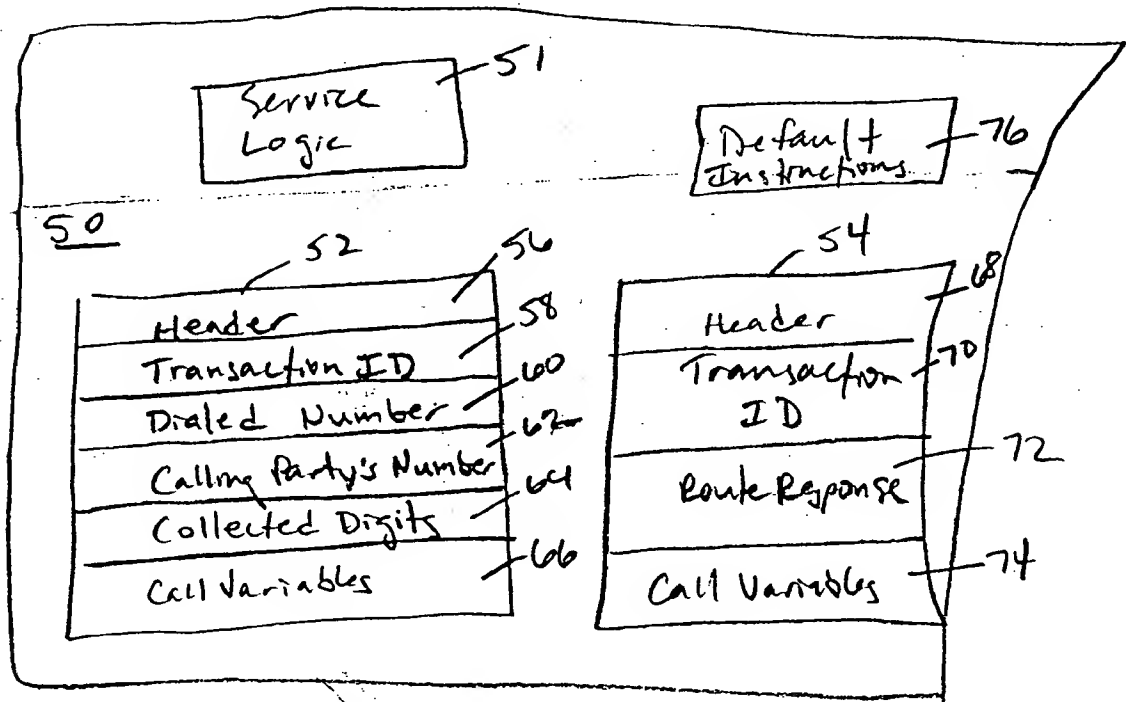 51
Service
Logic
76
Default
Instructions
50
52
56
Header
58
Transaction ID
60
Dialed Number
62
Calling Party's Number
64
Collected Digits
66
Call Variables
54
68
Header
70
Transaction
ID
72
Route Response
74
Call Variables